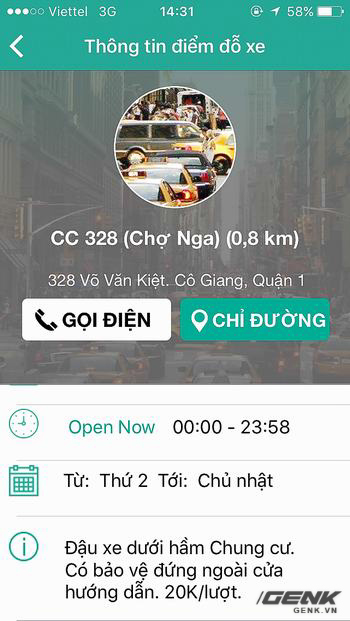 Viettel 3G 14:31 58%
Thông tin điểm đỗ xe
CC 328 (Chợ Nga) (0,8 km)
328 Võ Văn Kiệt. Cô Giang, Quận 1
GỌI ĐIỆN CHỈ ĐƯỜNG
Open Now 00:00 - 23:58
Từ: Thứ 2 Tới: Chủ nhật
Đậu xe dưới hầm Chung cư.
Có bảo vệ đứng ngoài cửa
hướng dẫn. 20K/lượt.
GENK
GENK.VN